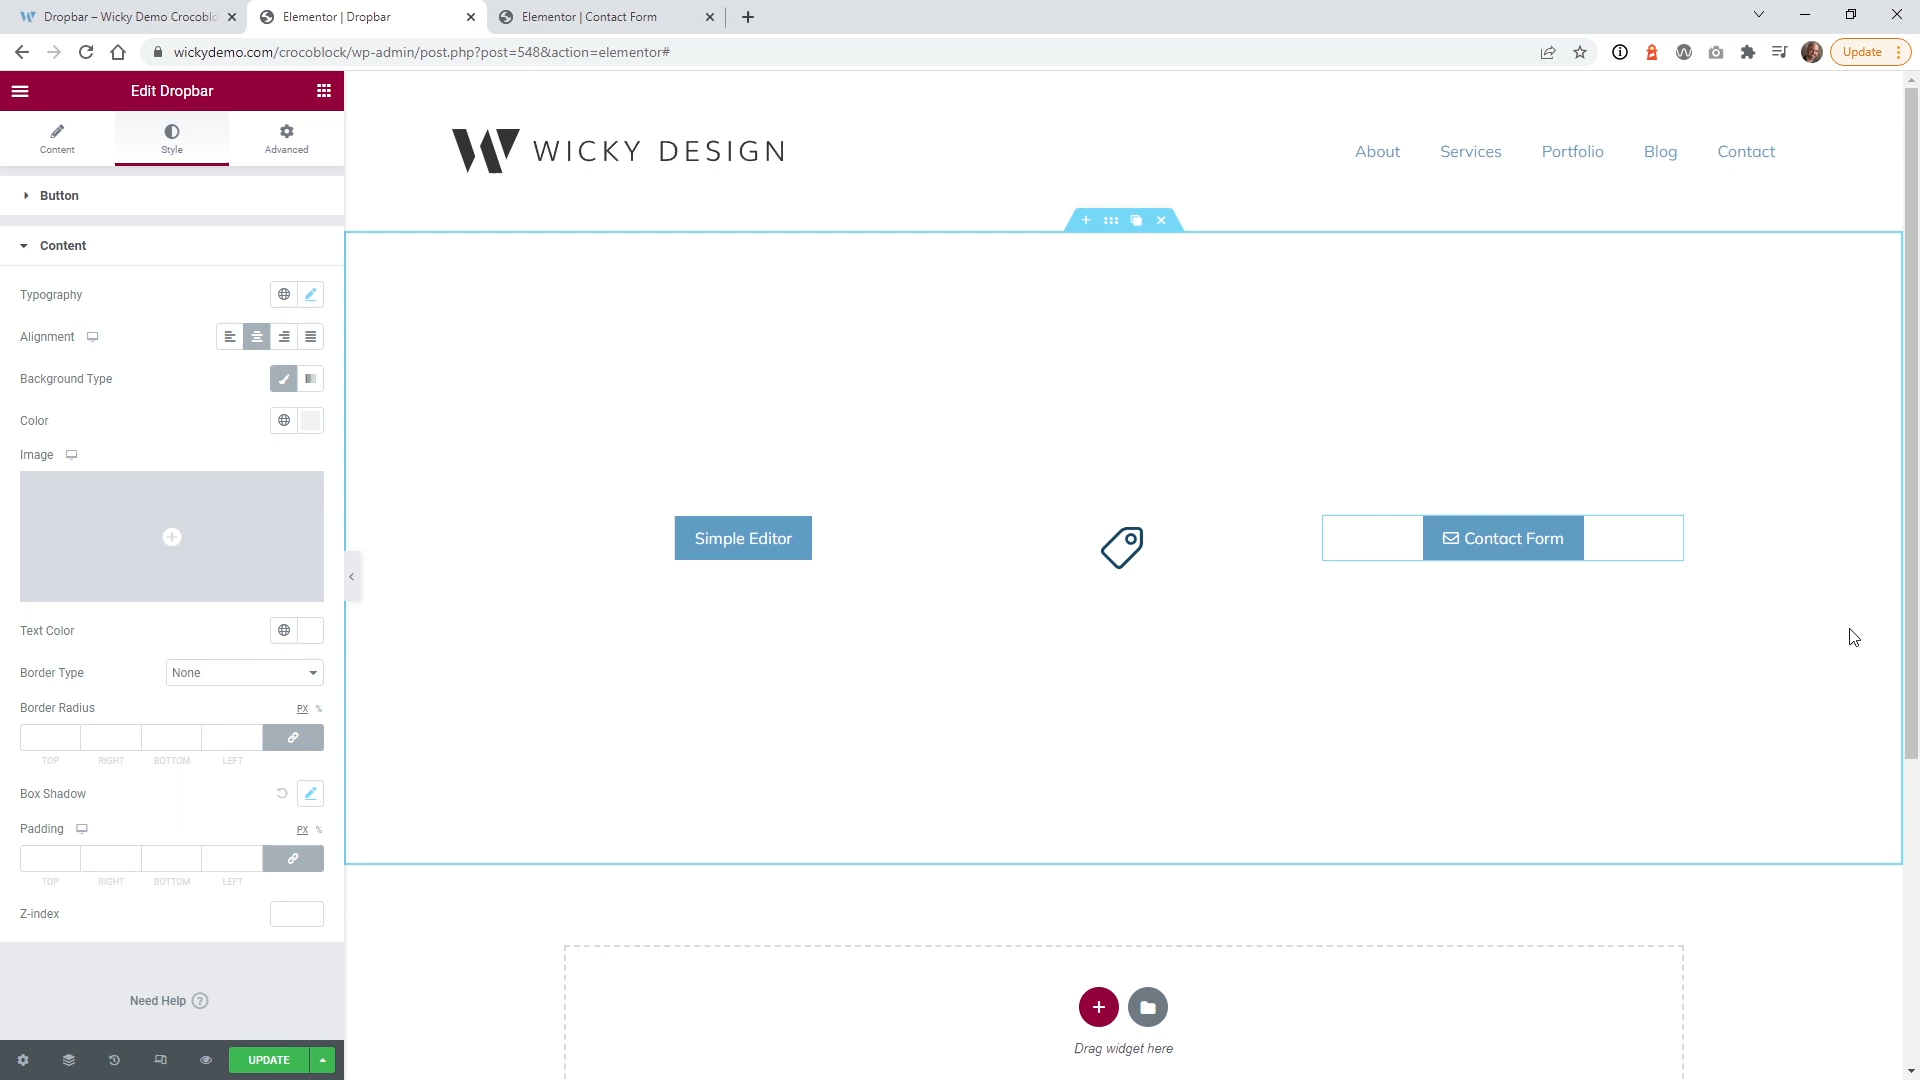 Dropbar – Wicky Demo Crocoblo
Elementor | Dropbar
Elementor | Contact Form
wickydemo.com/crocoblock/wp-admin/post.php?post=548&action=elementor#
Update
Edit Dropbar
Content
Style
Advanced
WICKY DESIGN
About
Services
Portfolio
Blog
Contact
Button
Content
Typography
Alignment
Background Type
Color
Image
Simple Editor
Contact Form
Text Color
Border Type
None
Border Radius
PX %
TOP RIGHT BOTTOM LEFT
Box Shadow
Padding
PX %
TOP RIGHT BOTTOM LEFT
Z-index
Need Help ?
Drag widget here
UPDATE